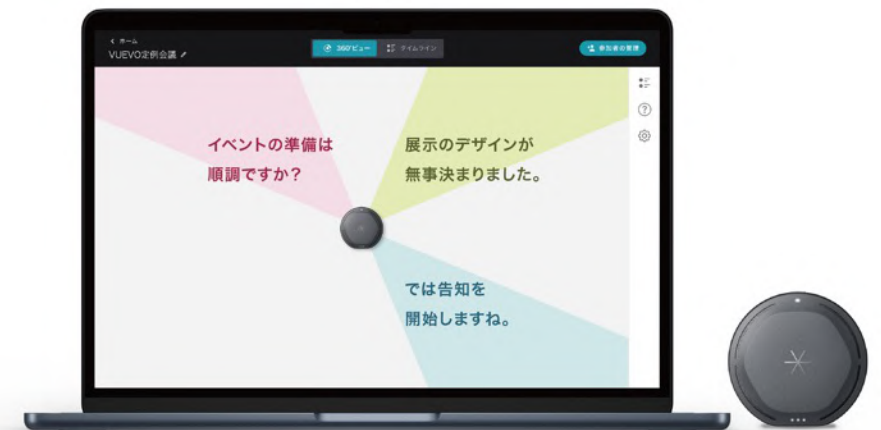 < ホーム
VUEVO定例会議
360°ビュー
タイムライン
参加者の管理
イベントの準備は
順調ですか？
展示のデザインが
無事決まりました。
では告知を
開始しますね。